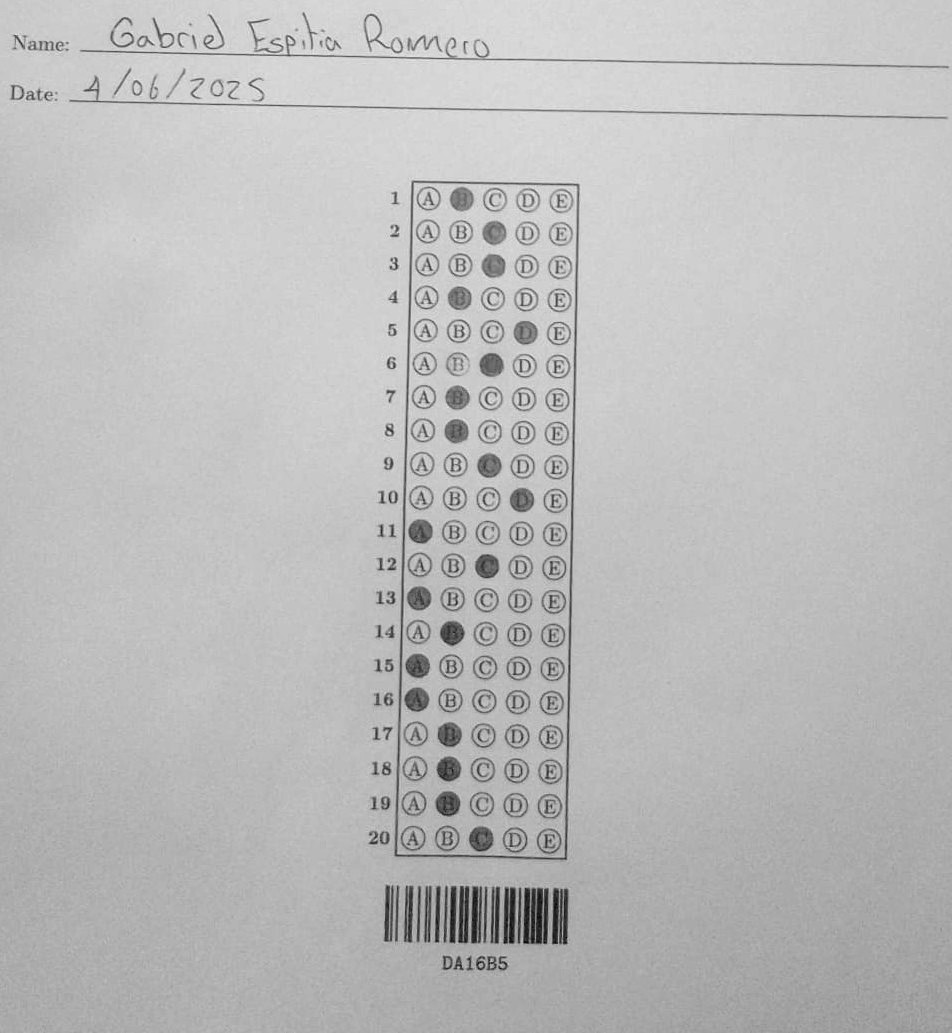 Name: Gabriel Espitia Romero
Date: 4/06/2025
1 A B C D E
2 A B C D E
3 A B C D E
4 A B C D E
5 A B C D E
6 A B C D E
7 A B C D E
8 A B C D E
9 A B C D E
10 A B C D E
11 A B C D E
12 A B C D E
13 A B C D E
14 A B C D E
15 A B C D E
16 A B C D E
17 A B C D E
18 A B C D E
19 A B C D E
20 A B C D E
DA16B5